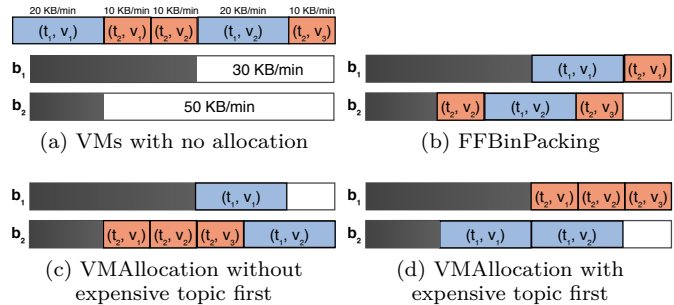 20 KB/min 10 KB/min 10 KB/min 20 KB/min 10 KB/min
(t₁, v₁) (t₂, v₁) (t₂, v₂) (t₁, v₂) (t₂, v₃)
b₁ 30 KB/min
b₂ 50 KB/min
(a) VMs with no allocation
b₁ (t₁, v₁) (t₂, v₁)
b₂ (t₂, v₂) (t₁, v₂) (t₂, v₃)
(b) FFBinPacking
b₁ (t₁, v₁)
b₂ (t₂, v₁) (t₂, v₂) (t₂, v₃) (t₁, v₂)
(c) VMAllocation without
expensive topic first
b₁ (t₂, v₁) (t₂, v₂) (t₂, v₃)
b₂ (t₁, v₁) (t₁, v₂)
(d) VMAllocation with
expensive topic first